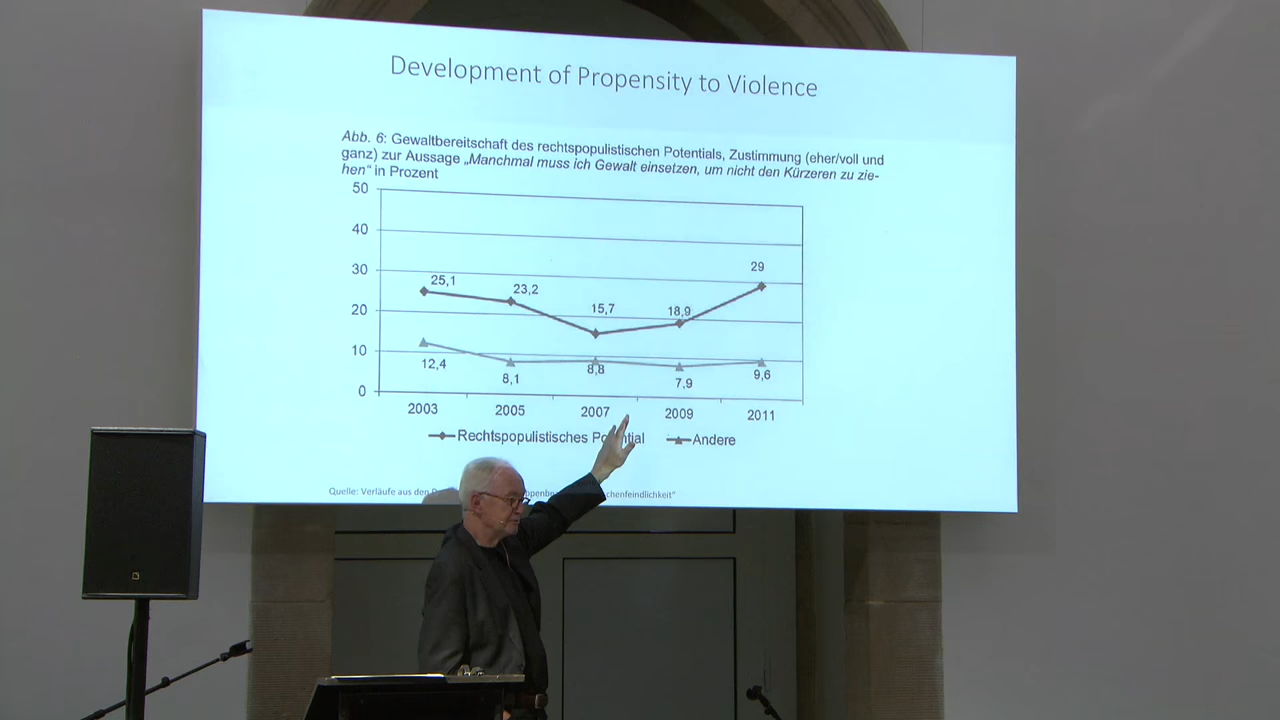 Development of Propensity to Violence
Abb. 6: Gewaltbereitschaft des rechtspopulistischen Potentials, Zustimmung (eher/voll und
ganz) zur Aussage „Manchmal muss ich Gewalt einsetzen, um nicht den Kürzeren zu zie-
hen“ in Prozent
50
40
30
20
10
0
25,1
23,2
15,7
18,9
29
12,4
8,1
8,8
7,9
9,6
2003 2005 2007 2009 2011
Rechtspopulistisches Andere
Quelle: Verläufe aus den